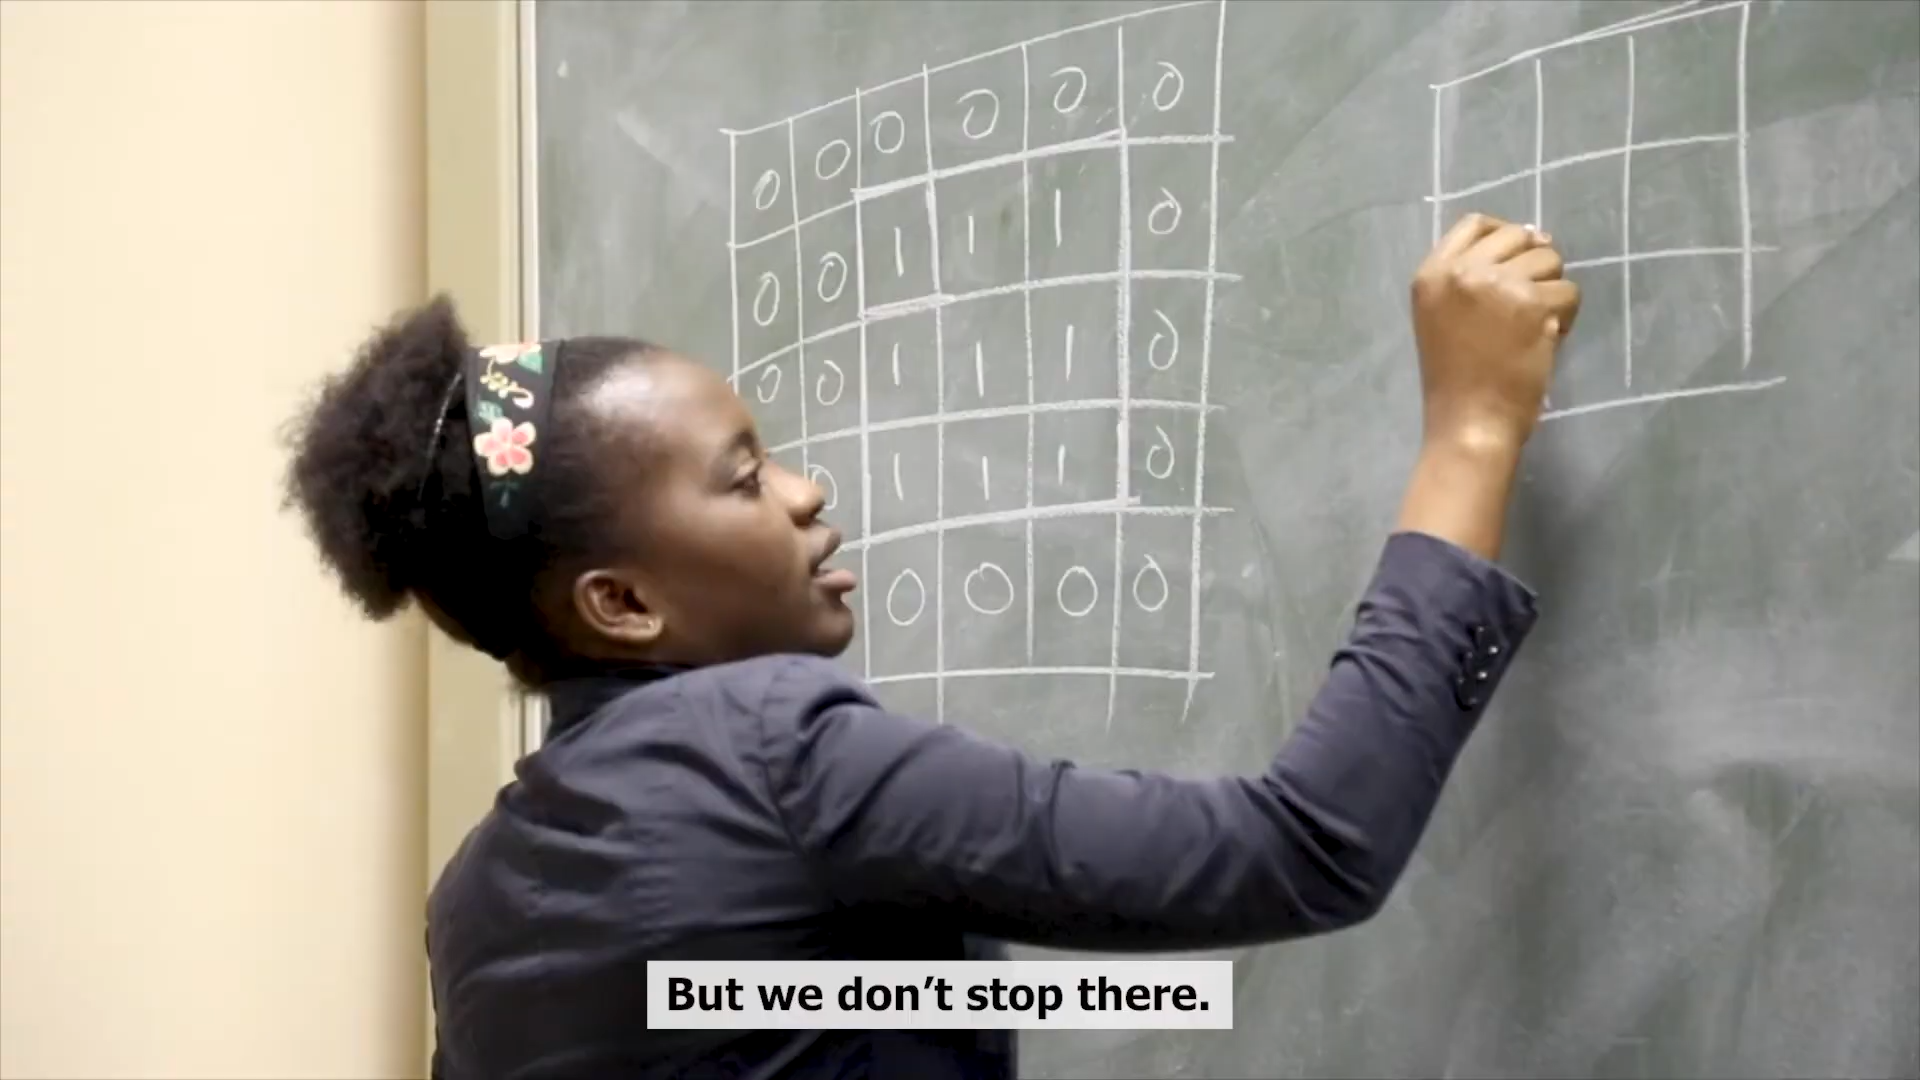 0 0 0 0 0 0
0 0 1 1 1 0
0 0 1 1 1 0
0 1 1 1 0
0 0 0 0
But we don't stop there.